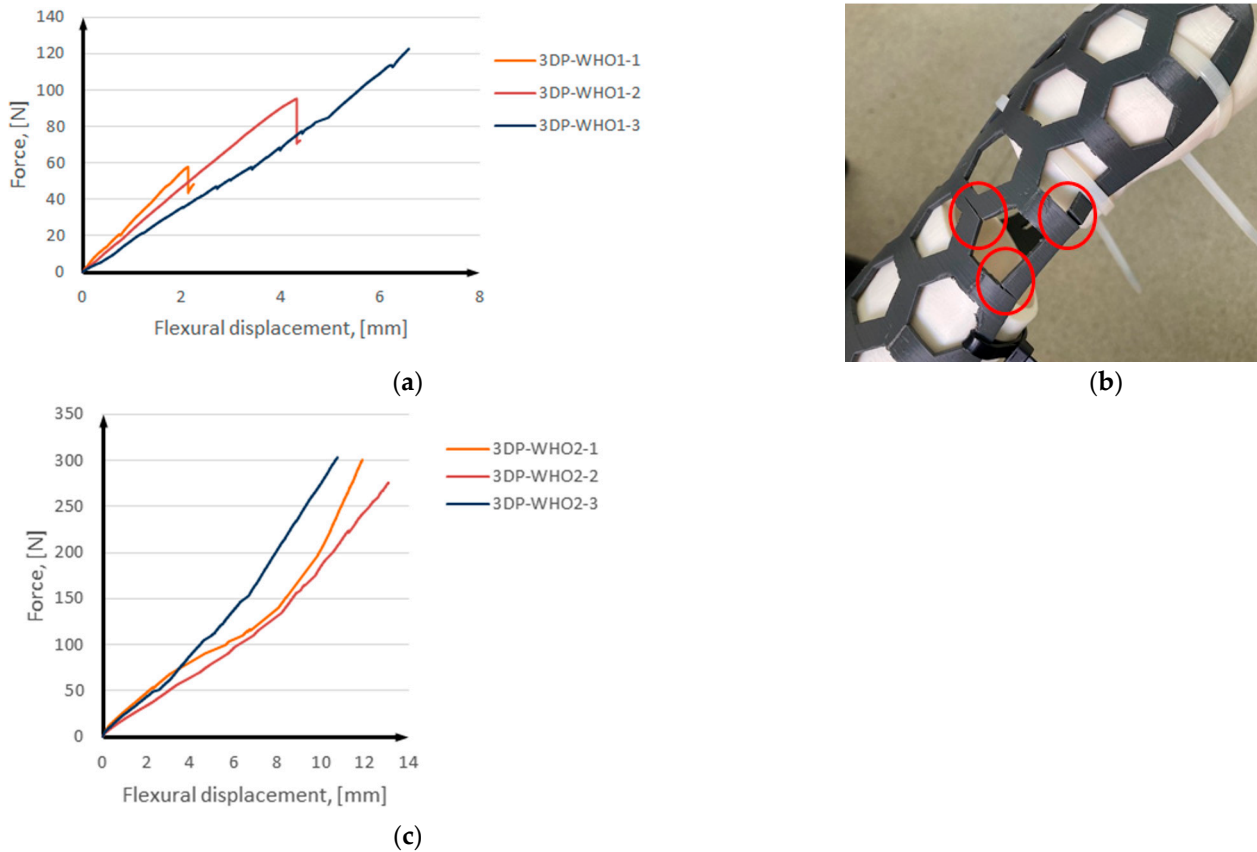 140
120
100
80
60
40
20
0
Force, [N]
0 2 4 6 8
Flexural displacement, [mm]
3DP-WHO1-1
3DP-WHO1-2
3DP-WHO1-3
(a)
(b)
350
300
250
200
150
100
50
0
Force, [N]
0 2 4 6 8 10 12 14
Flexural displacement, [mm]
3DP-WHO2-1
3DP-WHO2-2
3DP-WHO2-3
(c)